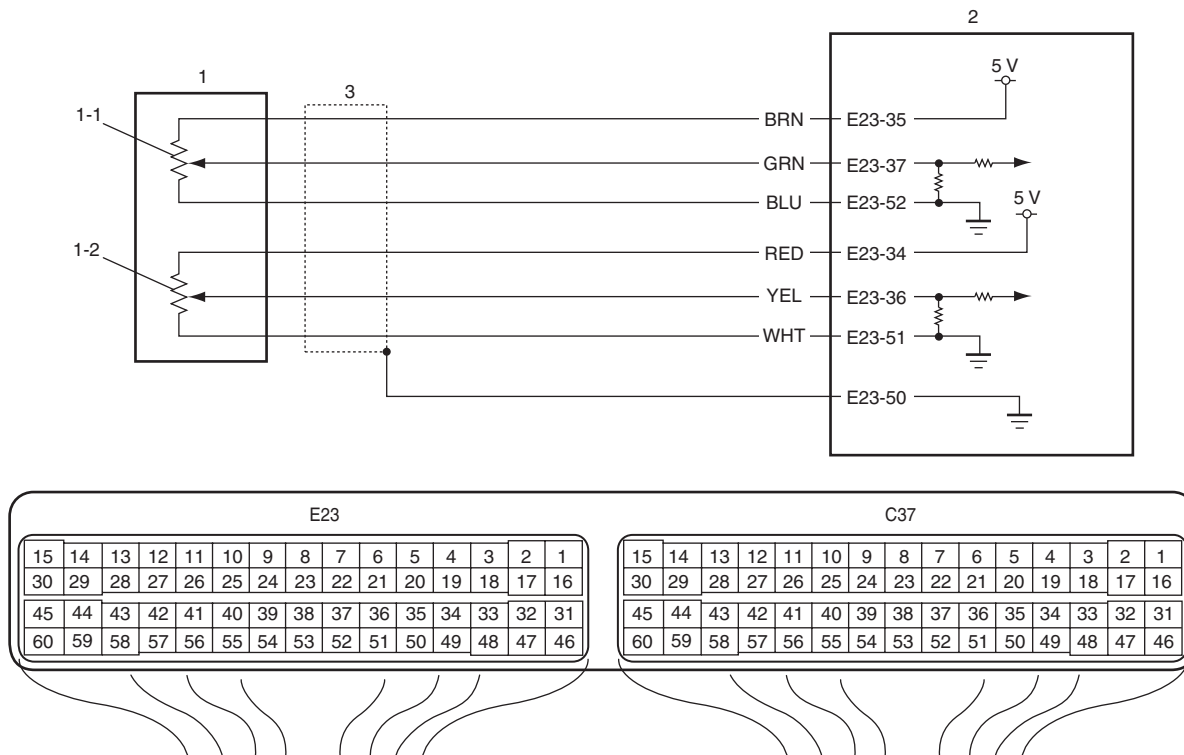 2
5 V
1
3
1-1
BRN E23-35
GRN E23-37
5 V
BLU E23-52
1-2
RED E23-34
YEL E23-36
WHT E23-51
E23-50
E23 C37
15 14 13 12 11 10 9 8 7 6 5 4 3 2 1 15 14 13 12 11 10 9 8 7 6 5 4 3 2 1
30 29 28 27 26 25 24 23 22 21 20 19 18 17 16 30 29 28 27 26 25 24 23 22 21 20 19 18 17 16
45 44 43 42 41 40 39 38 37 36 35 34 33 32 31 45 44 43 42 41 40 39 38 37 36 35 34 33 32 31
60 59 58 57 56 55 54 53 52 51 50 49 48 47 46 60 59 58 57 56 55 54 53 52 51 50 49 48 47 46